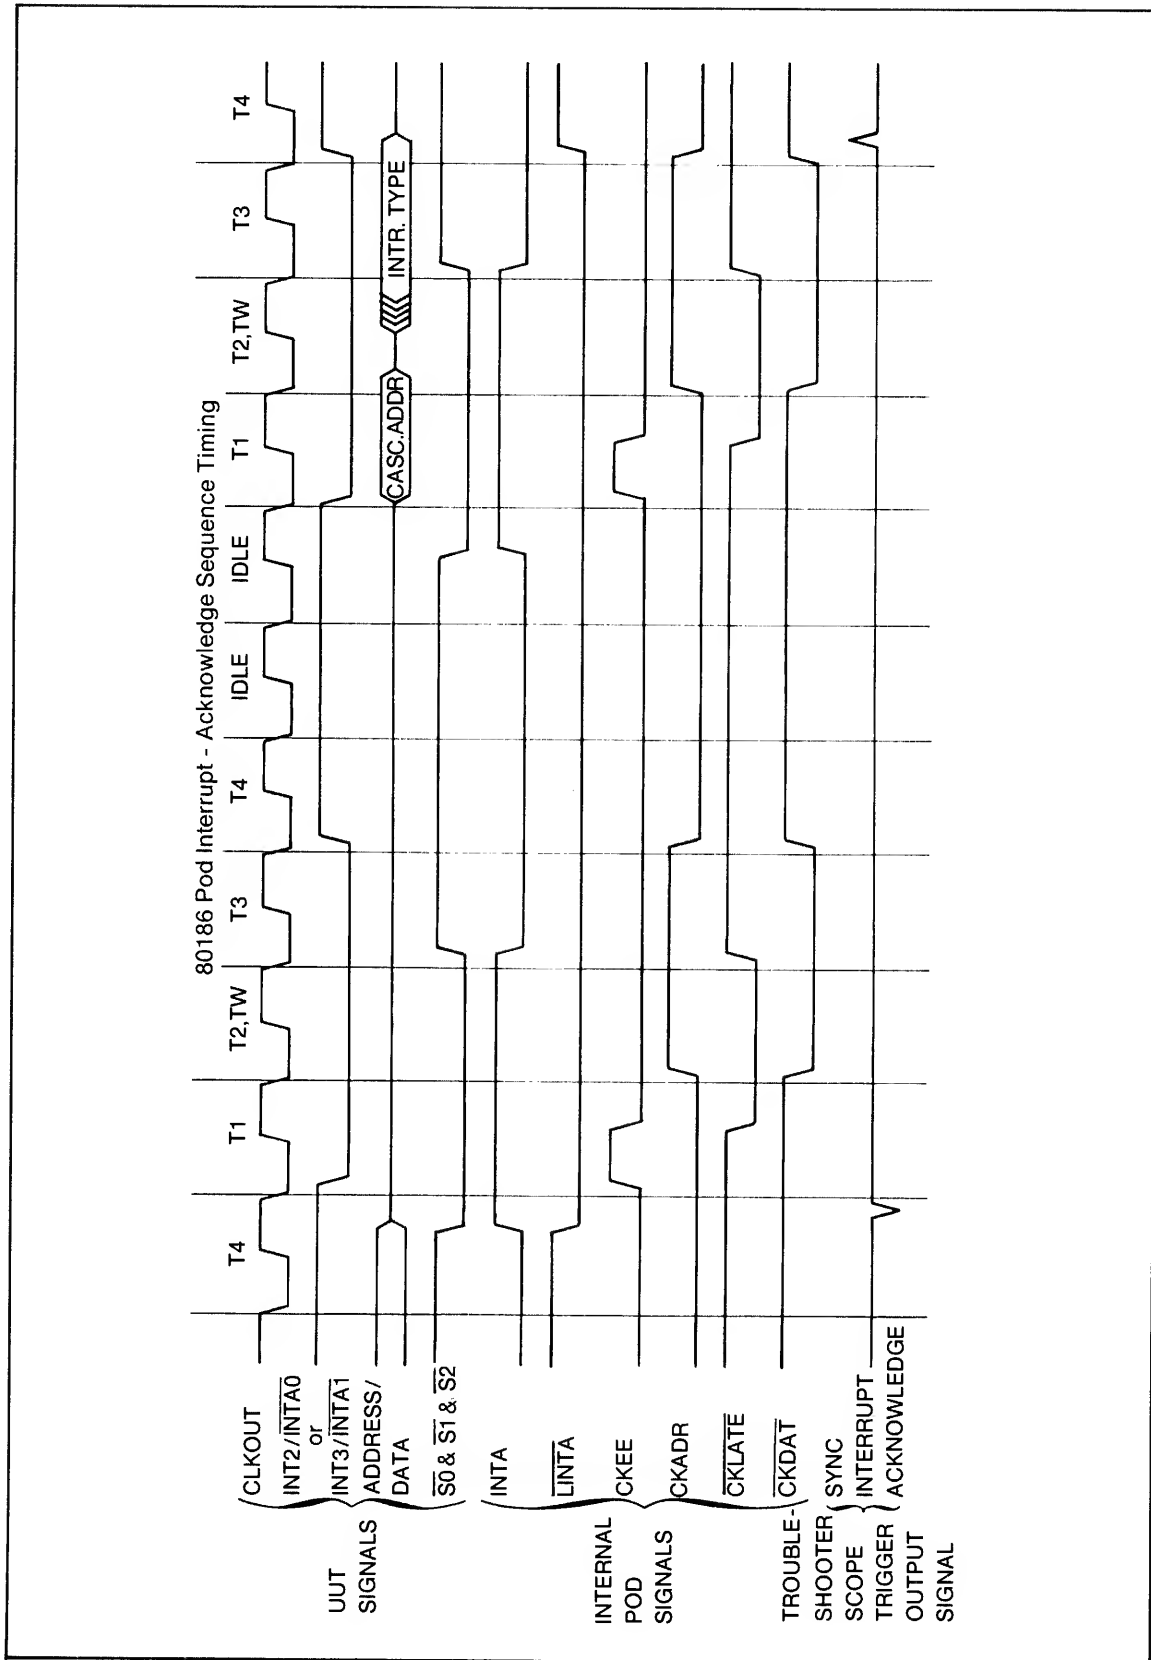 80186 Pod Interrupt - Acknowledge Sequence Timing
T4 T1 T2,TW T3 T4 IDLE IDLE T1 T2,TW T3 T4
UUT
SIGNALS
CLKOUT
INT2/INTA0
or
INT3/INTA1
ADDRESS/
DATA
CASC.ADDR INTR. TYPE
S0 & S1 & S2
INTERNAL
POD
SIGNALS
INTA
LINTA
CKEE
CKADR
CKLATE
CKDAT
TROUBLE-
SHOOTER
SCOPE
TRIGGER
OUTPUT
SIGNAL
SYNC
INTERRUPT
ACKNOWLEDGE